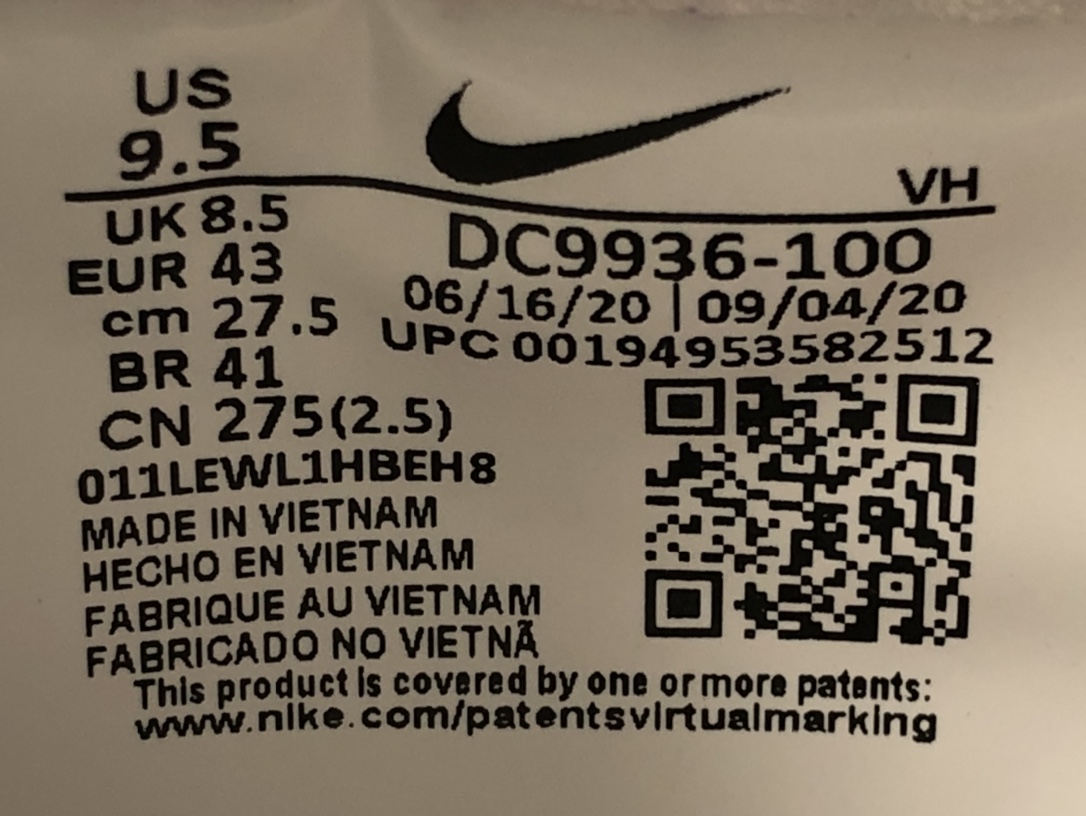 US
9.5
VH
UK 8.5
EUR 43
cm 27.5
BR 41
CN 275(2.5)
DC9936-100
06/16/20 | 09/04/20
UPC 00194953582512
011LEWL1HBEH8
MADE IN VIETNAM
HECHO EN VIETNAM
FABRIQUE AU VIETNAM
FABRICADO NO VIETNÃ
This product is covered by one or more patents:
www.nike.com/patentsvirtualmarking